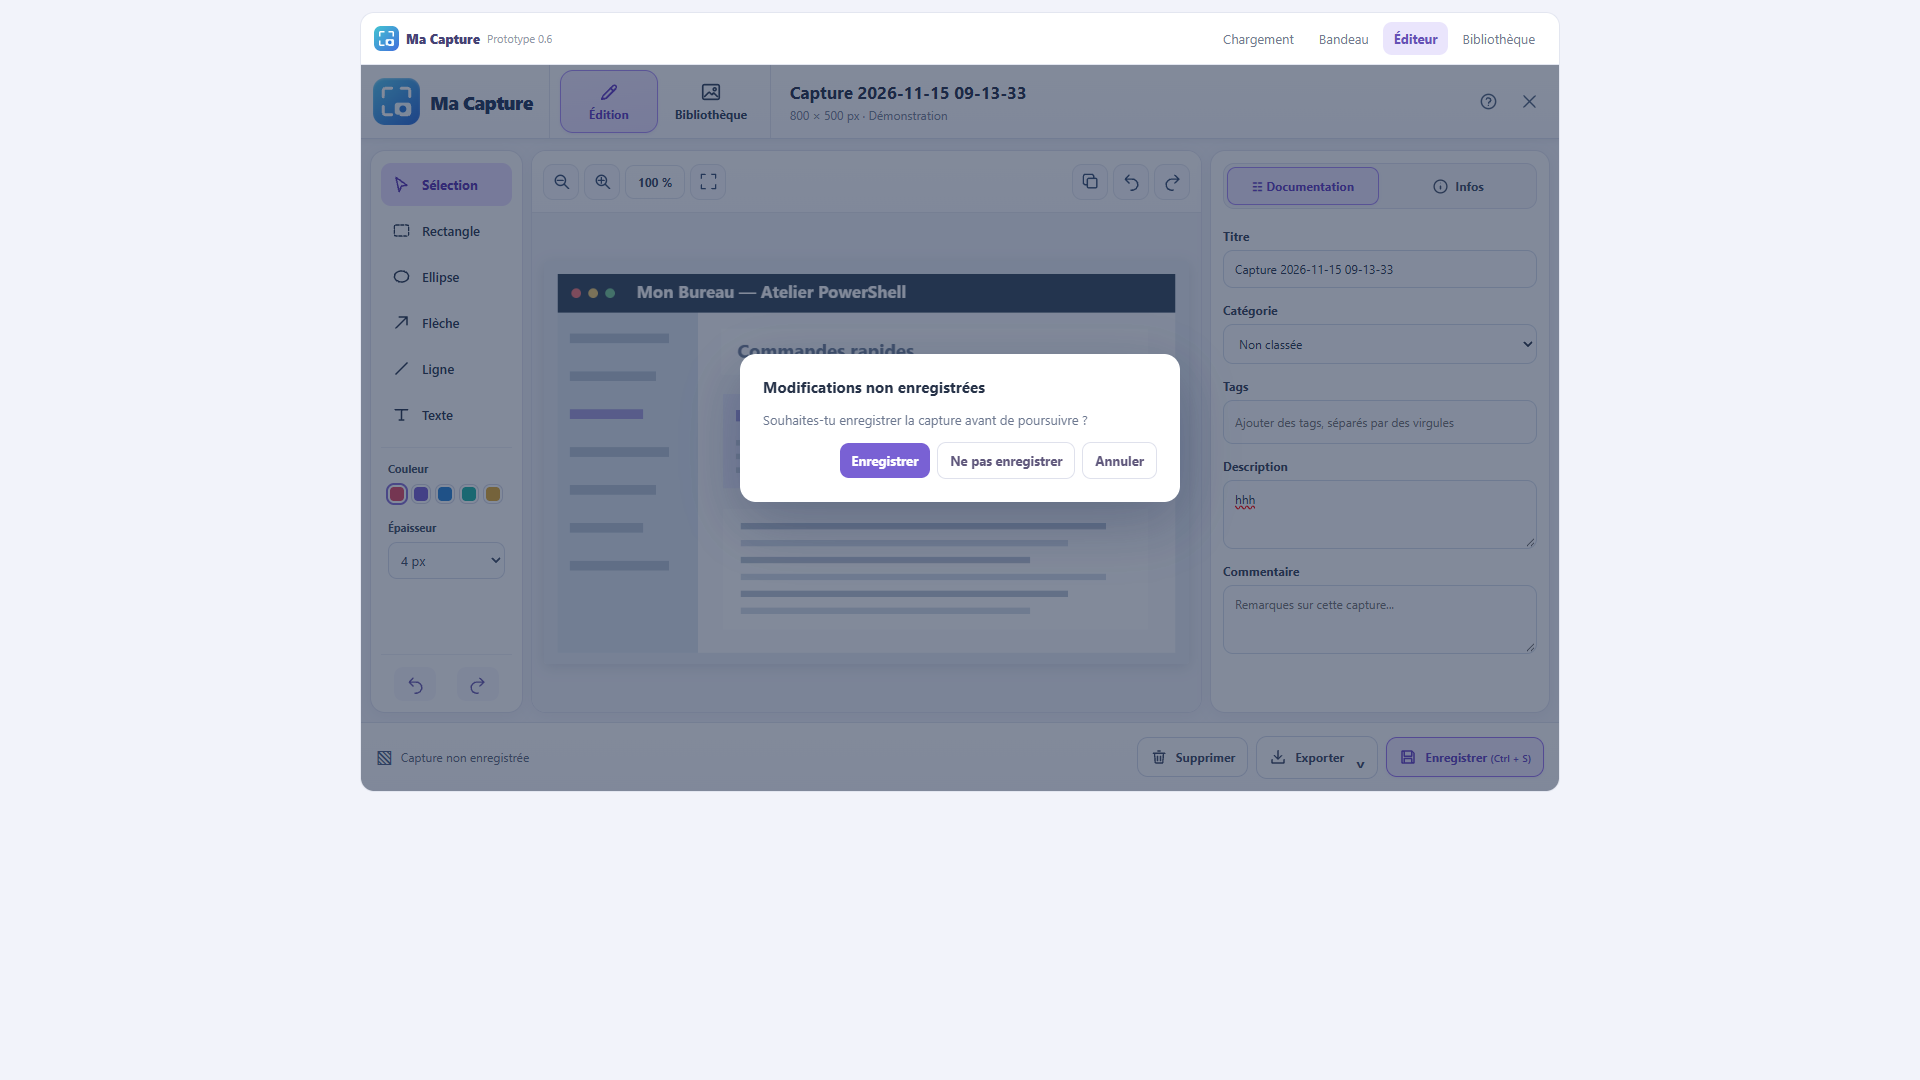 Ma Capture Prototype 0.6
Chargement Bandeau Éditeur Bibliothèque
Ma Capture
Édition
Bibliothèque
Capture 2026-11-15 09-13-33
800 × 500 px · Démonstration
Sélection
Rectangle
Ellipse
Flèche
Ligne
Texte
Couleur
Épaisseur
4 px
100 %
Mon Bureau — Atelier PowerShell
Commandes rapides
Modifications non enregistrées
Souhaites-tu enregistrer la capture avant de poursuivre ?
Enregistrer Ne pas enregistrer Annuler
Documentation Infos
Titre
Capture 2026-11-15 09-13-33
Catégorie
Non classée
Tags
Ajouter des tags, séparés par des virgules
Description
hhh
Commentaire
Remarques sur cette capture...
Capture non enregistrée
Supprimer Exporter v Enregistrer (Ctrl + S)